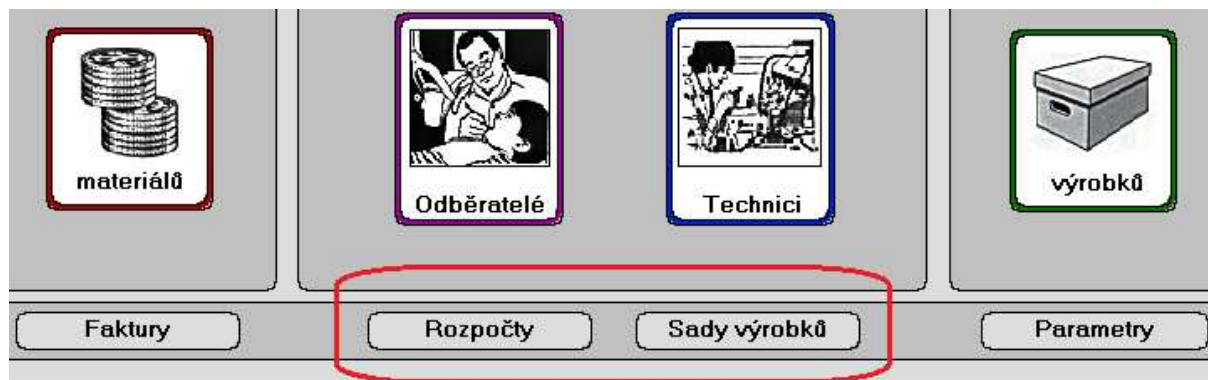 materiálů
Odběratelé
Technici
výrobků
Faktury
Rozpočty
Sady výrobků
Parametry